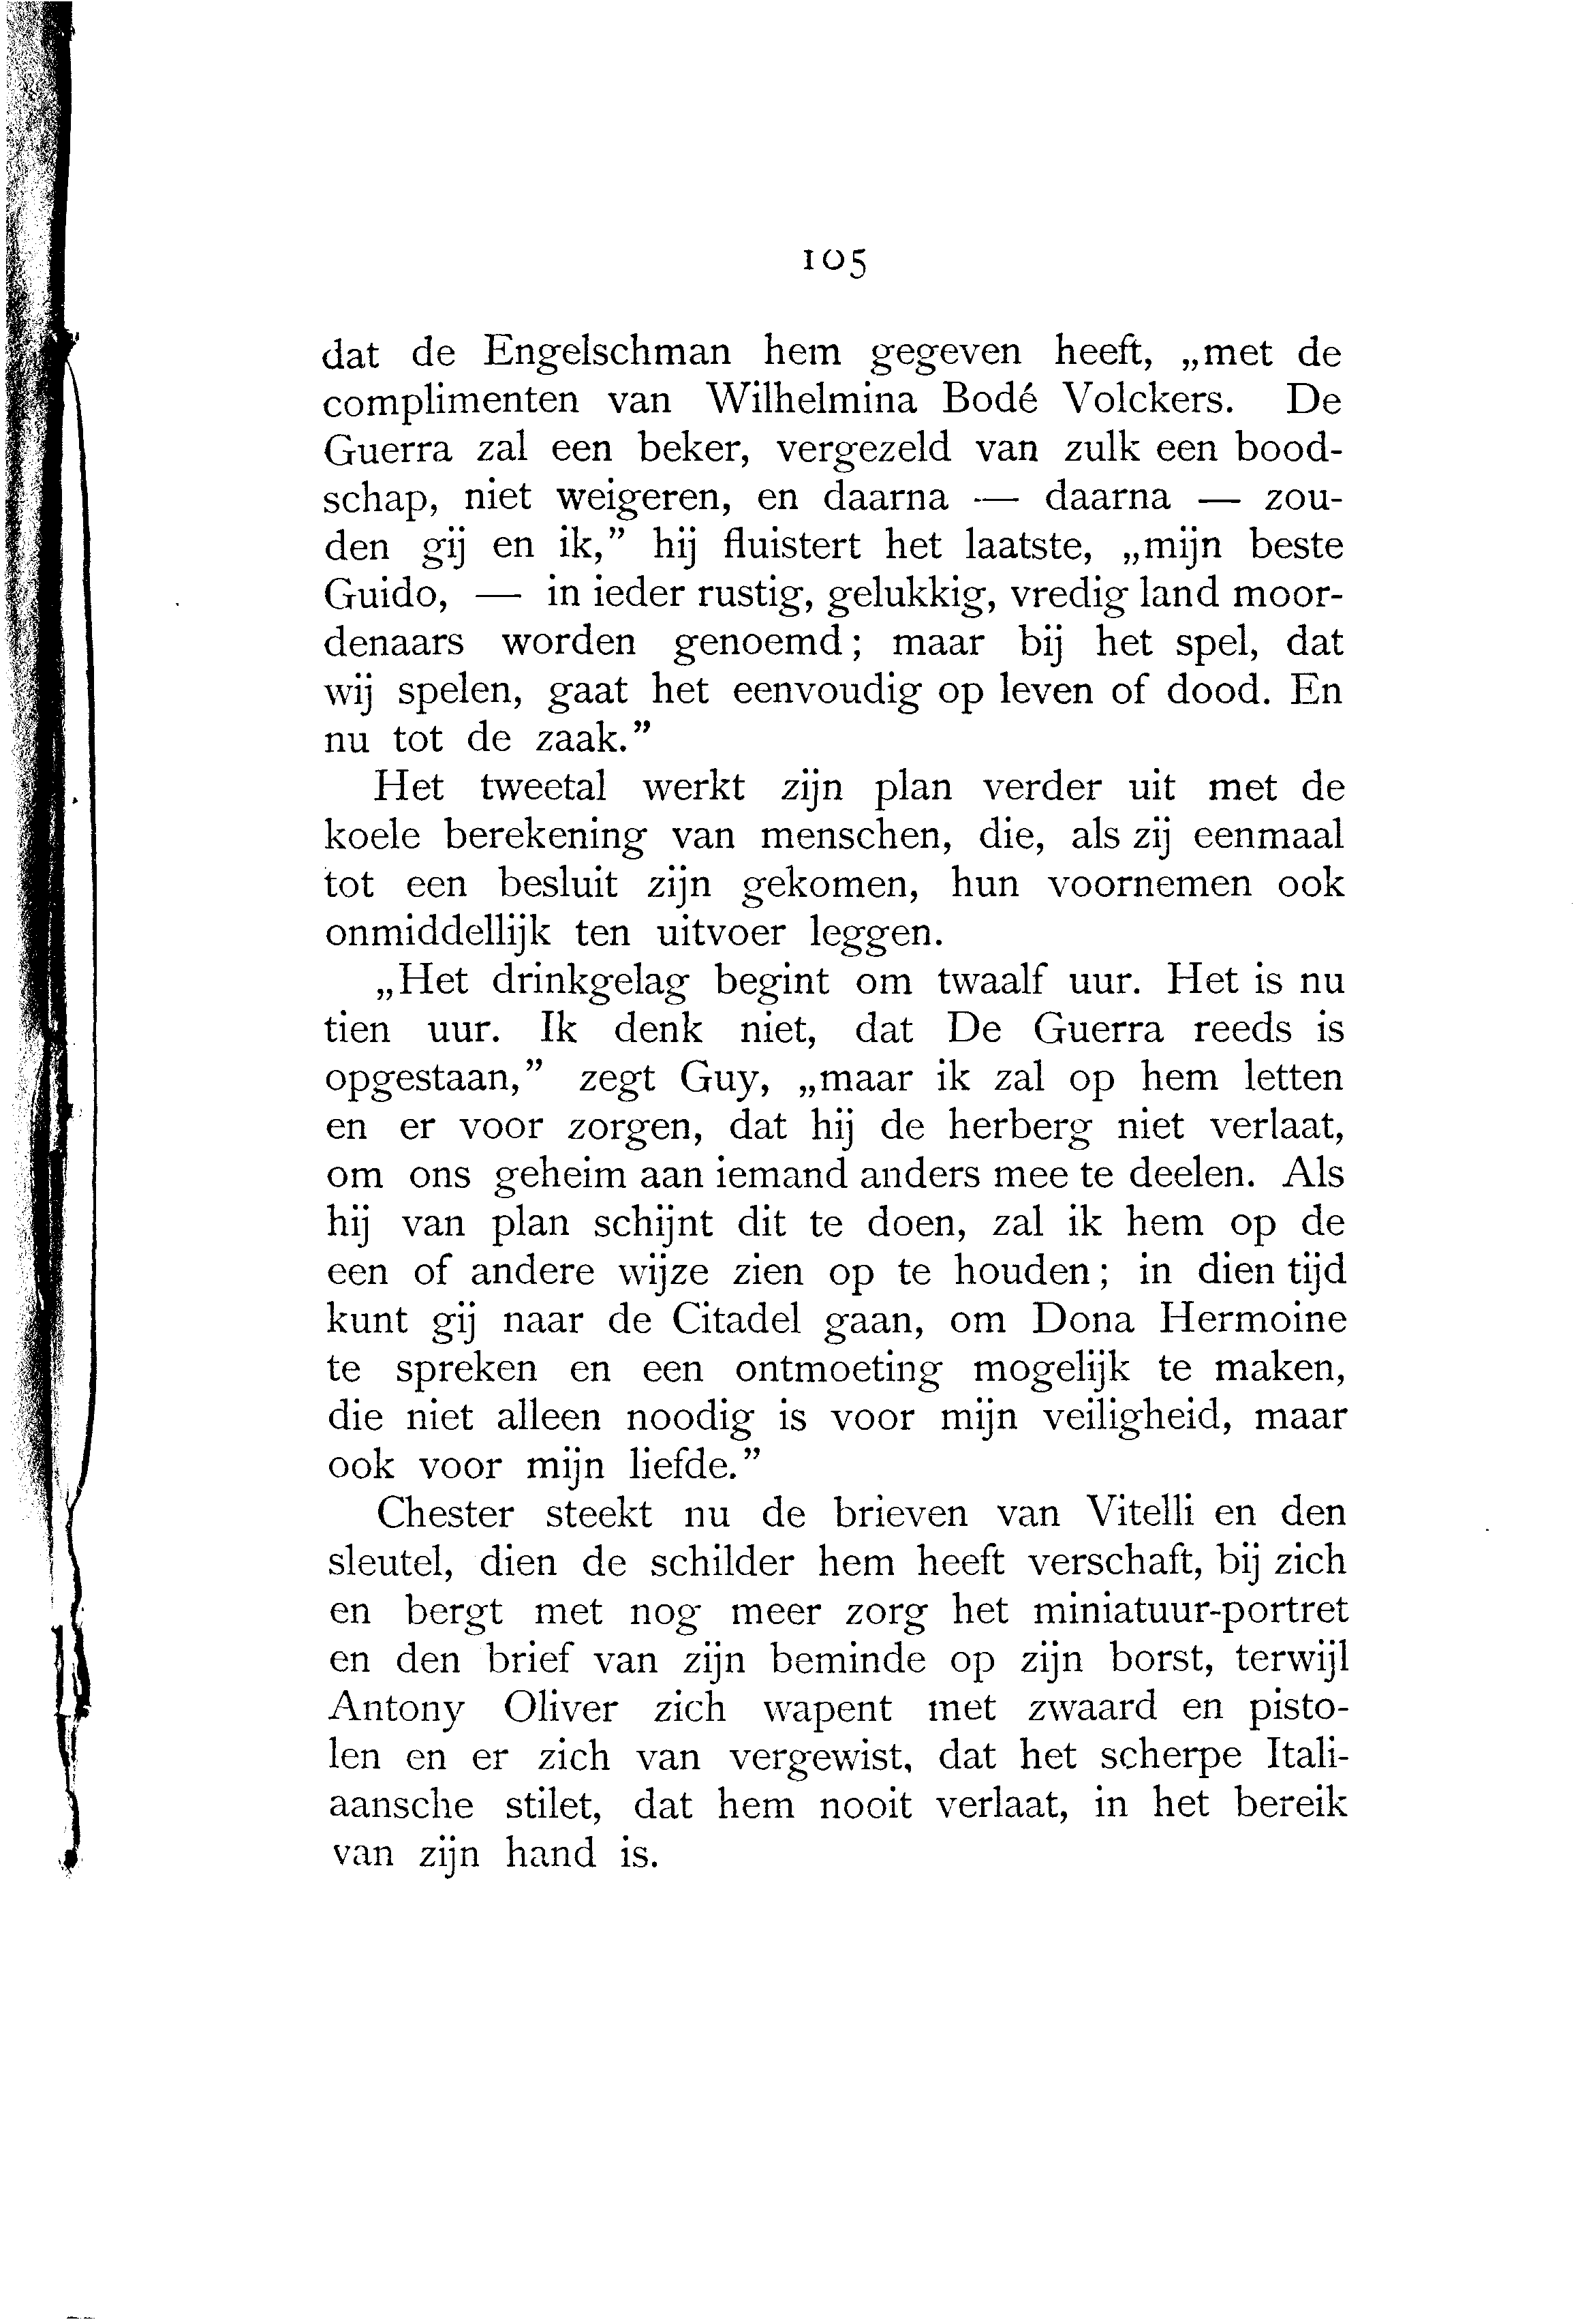 105
dat de Engelschman hem gegeven heeft, „met de
complimenten van Wilhelmina Bodé Volckers. De
Guerra zal een beker, vergezeld van zulk een bood-
schap, niet weigeren, en daarna — daarna — zou-
den gij en ik,” hij fluistert het laatste, „mijn beste
Guido, — in ieder rustig, gelukkig, vredig land moor-
denaars worden genoemd; maar bij het spel, dat
wij spelen, gaat het eenvoudig op leven of dood. En
nu tot de zaak.”
Het tweetal werkt zijn plan verder uit met de
koele berekening van menschen, die, als zij eenmaal
tot een besluit zijn gekomen, hun voornemen ook
onmiddellijk ten uitvoer leggen.
„Het drinkgelag begint om twaalf uur. Het is nu
tien uur. Ik denk niet, dat De Guerra reeds is
opgestaan,” zegt Guy, „maar ik zal op hem letten
en er voor zorgen, dat hij de herberg niet verlaat,
om ons geheim aan iemand anders mee te deelen. Als
hij van plan schijnt dit te doen, zal ik hem op de
een of andere wijze zien op te houden; in dien tijd
kunt gij naar de Citadel gaan, om Dona Hermoine
te spreken en een ontmoeting mogelijk te maken,
die niet alleen noodig is voor mijn veiligheid, maar
ook voor mijn liefde.”
Chester steekt nu de brieven van Vitelli en den
sleutel, dien de schilder hem heeft verschaft, bij zich
en bergt met nog meer zorg het miniatuur-portret
en den brief van zijn beminde op zijn borst, terwijl
Antony Oliver zich wapent met zwaard en pisto-
len en er zich van vergewist, dat het scherpe Itali-
aansche stilet, dat hem nooit verlaat, in het bereik
van zijn hand is.